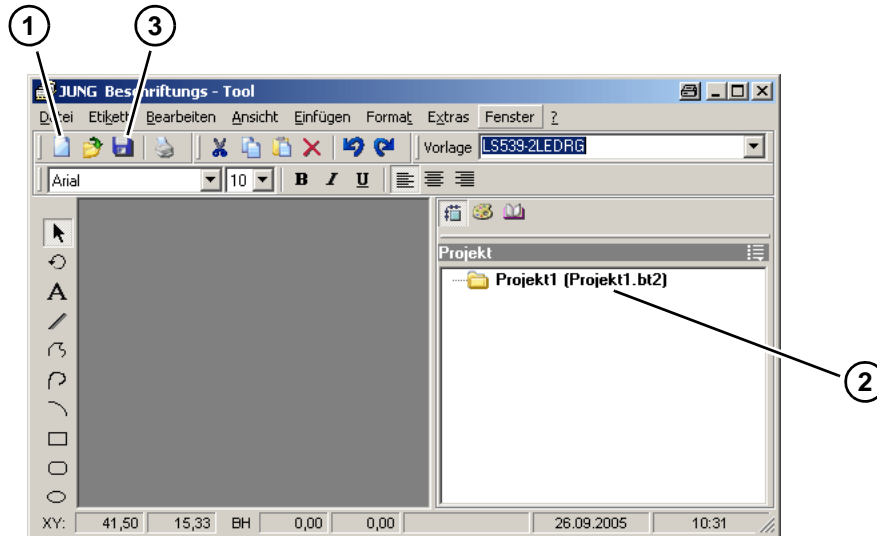 1 3
JUNG Beschriftungs - Tool
Datei Etikett Bearbeiten Ansicht Einfügen Format Extras Fenster ?
Vorlage LS539-2LEDRG
Arial 10 B I U
Projekt
A
Projekt1 (Projekt1.bt2)
2
XY: 41,50 15,33 BH 0,00 0,00 26.09.2005 10:31